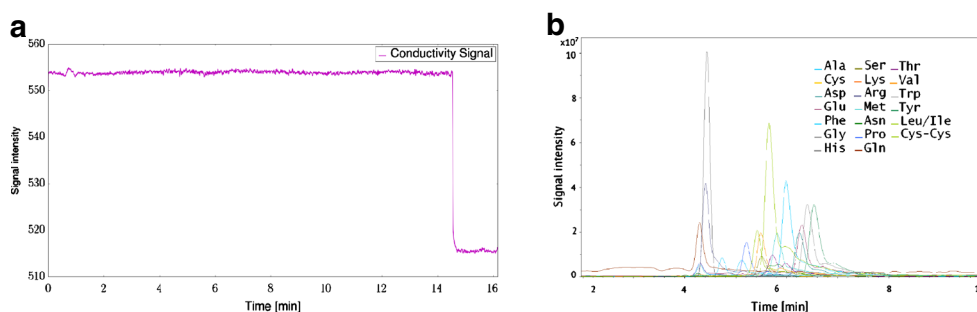 a
560
550
540
530
520
510
Signal intensity
Conductivity Signal
0 2 4 6 8 10 12 14 16
Time [min]
b
x10⁷
10
8
6
4
2
0
Signal intensity
Ala Ser Thr
Cys Lys Val
Asp Arg Trp
Glu Met Tyr
Phe Asn Leu/Ile
Gly Pro Cys-Cys
His Gln
2 4 6 8 1
Time [min]